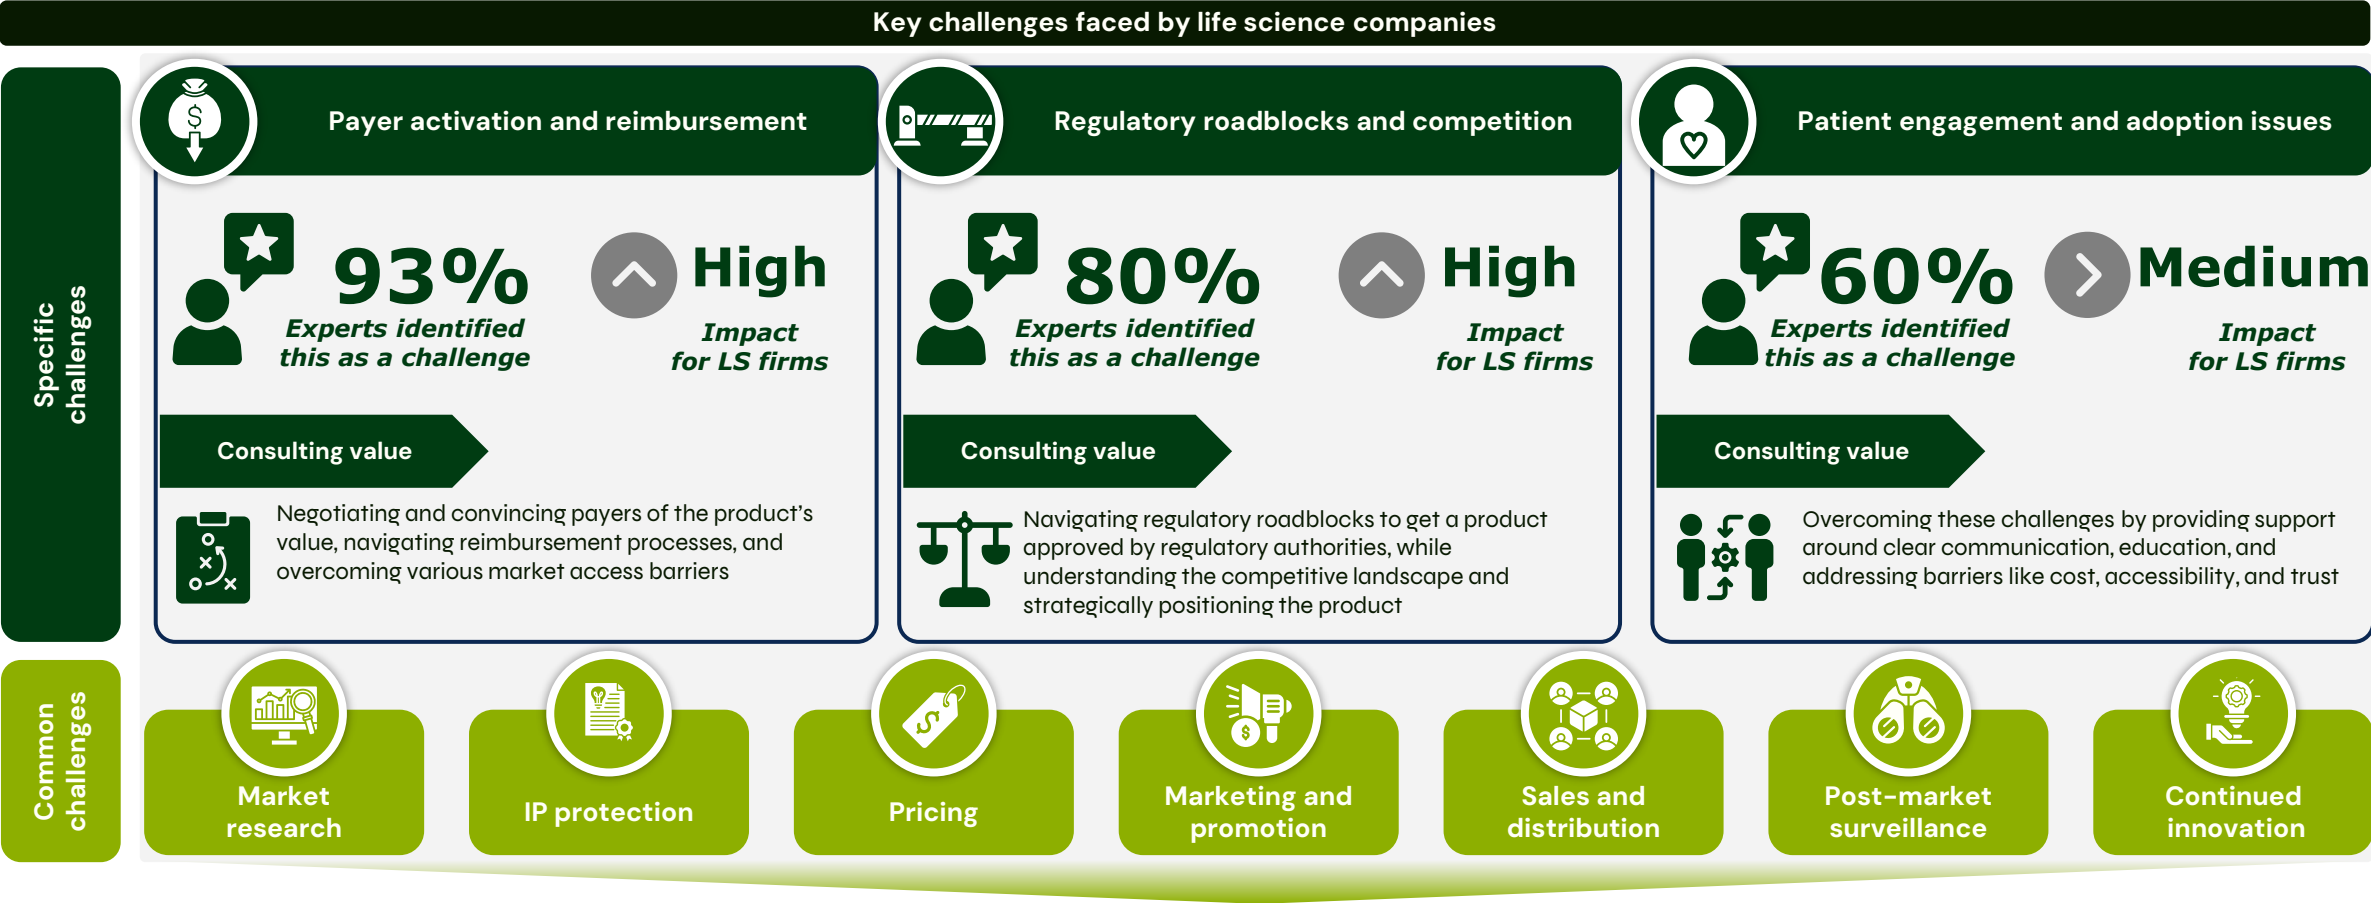 Key challenges faced by life science companies
Specific
challenges
Payer activation and reimbursement
93%
Experts identified
this as a challenge
High
Impact
for LS firms
Consulting value
Negotiating and convincing payers of the product’s
value, navigating reimbursement processes, and
overcoming various market access barriers
Regulatory roadblocks and competition
80%
Experts identified
this as a challenge
High
Impact
for LS firms
Consulting value
Navigating regulatory roadblocks to get a product
approved by regulatory authorities, while
understanding the competitive landscape and
strategically positioning the product
Patient engagement and adoption issues
60%
Experts identified
this as a challenge
Medium
Impact
for LS firms
Consulting value
Overcoming these challenges by providing support
around clear communication, education, and
addressing barriers like cost, accessibility, and trust
Common
challenges
Market
research
IP protection
Pricing
Marketing and
promotion
Sales and
distribution
Post-market
surveillance
Continued
innovation